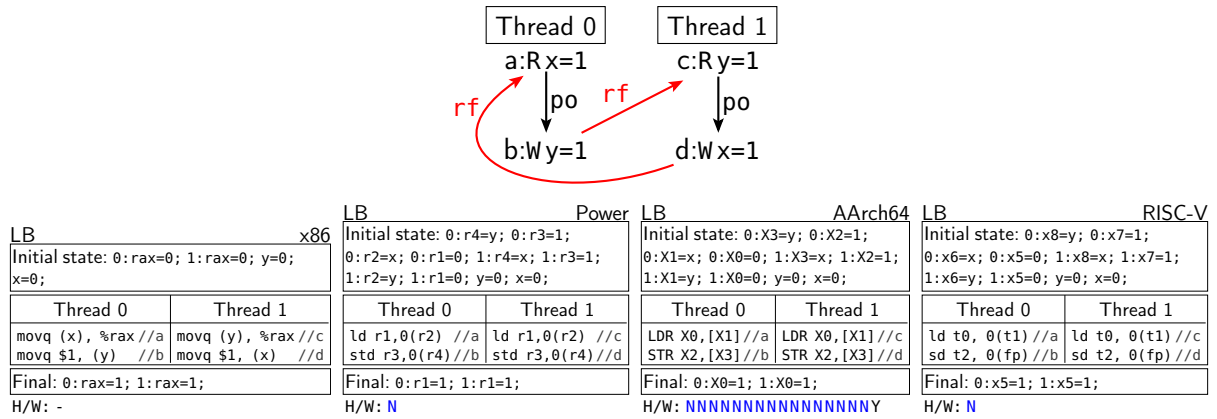 Thread 0 Thread 1
a:R x=1 c:R y=1
rf po rf po
b:W y=1 d:W x=1
LB x86
Initial state: 0:rax=0; 1:rax=0; y=0;
x=0;
Thread 0 Thread 1
movq (x), %rax //a movq (y), %rax //c
movq $1, (y) //b movq $1, (x) //d
Final: 0:rax=1; 1:rax=1;
H/W: -
LB Power
Initial state: 0:r4=y; 0:r3=1;
0:r2=x; 0:r1=0; 1:r4=x; 1:r3=1;
1:r2=y; 1:r1=0; y=0; x=0;
Thread 0 Thread 1
ld r1,0(r2) //a ld r1,0(r2) //c
std r3,0(r4)//b std r3,0(r4)//d
Final: 0:r1=1; 1:r1=1;
H/W: N
LB AArch64
Initial state: 0:X3=y; 0:X2=1;
0:X1=x; 0:X0=0; 1:X3=x; 1:X2=1;
1:X1=y; 1:X0=0; y=0; x=0;
Thread 0 Thread 1
LDR X0,[X1]//a LDR X0,[X1]//c
STR X2,[X3]//b STR X2,[X3]//d
Final: 0:X0=1; 1:X0=1;
H/W: NNNNNNNNNNNNNNNNY
LB RISC-V
Initial state: 0:x8=y; 0:x7=1;
0:x6=x; 0:x5=0; 1:x8=x; 1:x7=1;
1:x6=y; 1:x5=0; y=0; x=0;
Thread 0 Thread 1
ld t0, 0(t1)//a ld t0, 0(t1)//c
sd t2, 0(fp)//b sd t2, 0(fp)//d
Final: 0:x5=1; 1:x5=1;
H/W: N